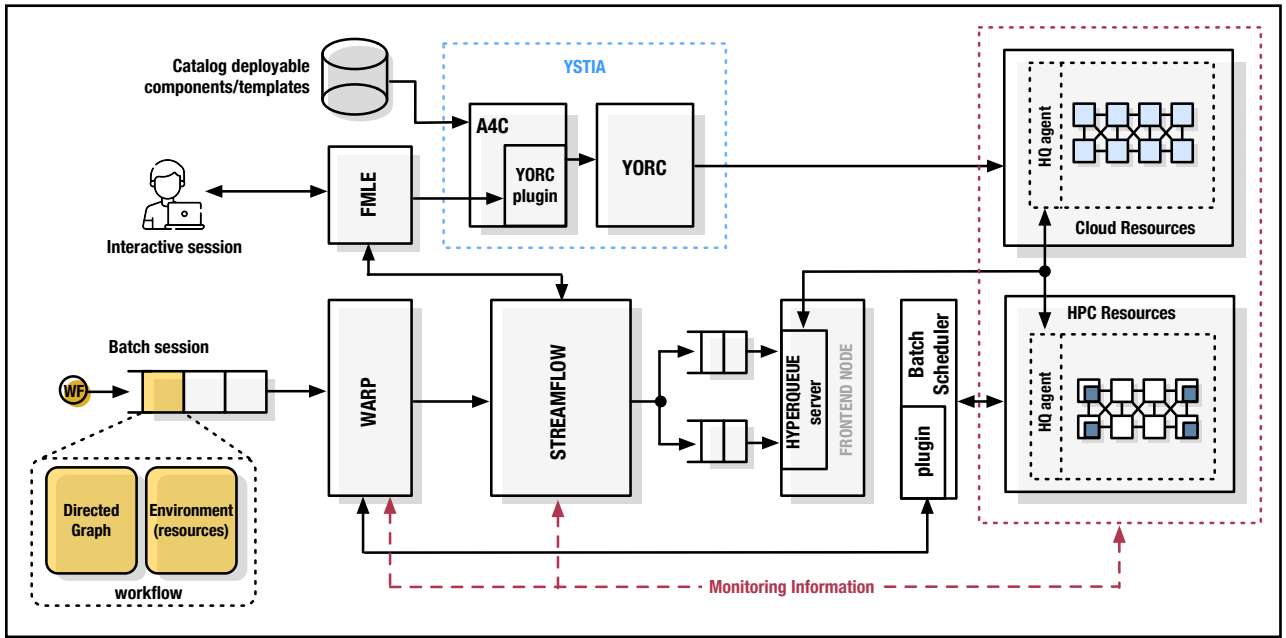 Catalog deployable
components/templates
YSTIA
A4C
YORC
plugin
YORC
HQ agent
Cloud Resources
FMLE
Interactive session
Batch session
WF
WARP
STREAMFLOW
HYPERQUEUE
server
FRONTEND NODE
Batch
Scheduler
plugin
HPC Resources
HQ agent
Directed
Graph
Environment
(resources)
workflow
Monitoring Information